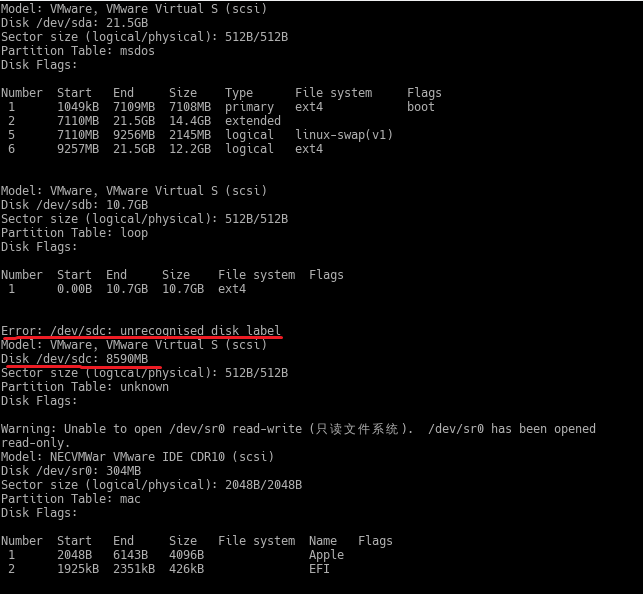 Model: VMware, VMware Virtual S (scsi)
Disk /dev/sda: 21.5GB
Sector size (logical/physical): 512B/512B
Partition Table: msdos
Disk Flags:
Number  Start   End     Size    Type      File system     Flags
 1      1049kB  7109MB  7108MB  primary   ext4            boot
 2      7110MB  21.5GB  14.4GB  extended
 5      7110MB  9256MB  2145MB  logical   linux-swap(v1)
 6      9257MB  21.5GB  12.2GB  logical   ext4
Model: VMware, VMware Virtual S (scsi)
Disk /dev/sdb: 10.7GB
Sector size (logical/physical): 512B/512B
Partition Table: loop
Disk Flags:
Number  Start  End     Size    File system  Flags
 1      0.00B  10.7GB  10.7GB  ext4
Error: /dev/sdc: unrecognised disk label
Model: VMware, VMware Virtual S (scsi)
Disk /dev/sdc: 8590MB
Sector size (logical/physical): 512B/512B
Partition Table: unknown
Disk Flags:
Warning: Unable to open /dev/sr0 read-write (只读文件系统).  /dev/sr0 has been opened
read-only.
Model: NECVMWar VMware IDE CDR10 (scsi)
Disk /dev/sr0: 304MB
Sector size (logical/physical): 2048B/2048B
Partition Table: mac
Disk Flags:
Number  Start   End     Size   File system  Name   Flags
 1      2048B   6143B   4096B               Apple
 2      1925kB  2351kB  426kB               EFI